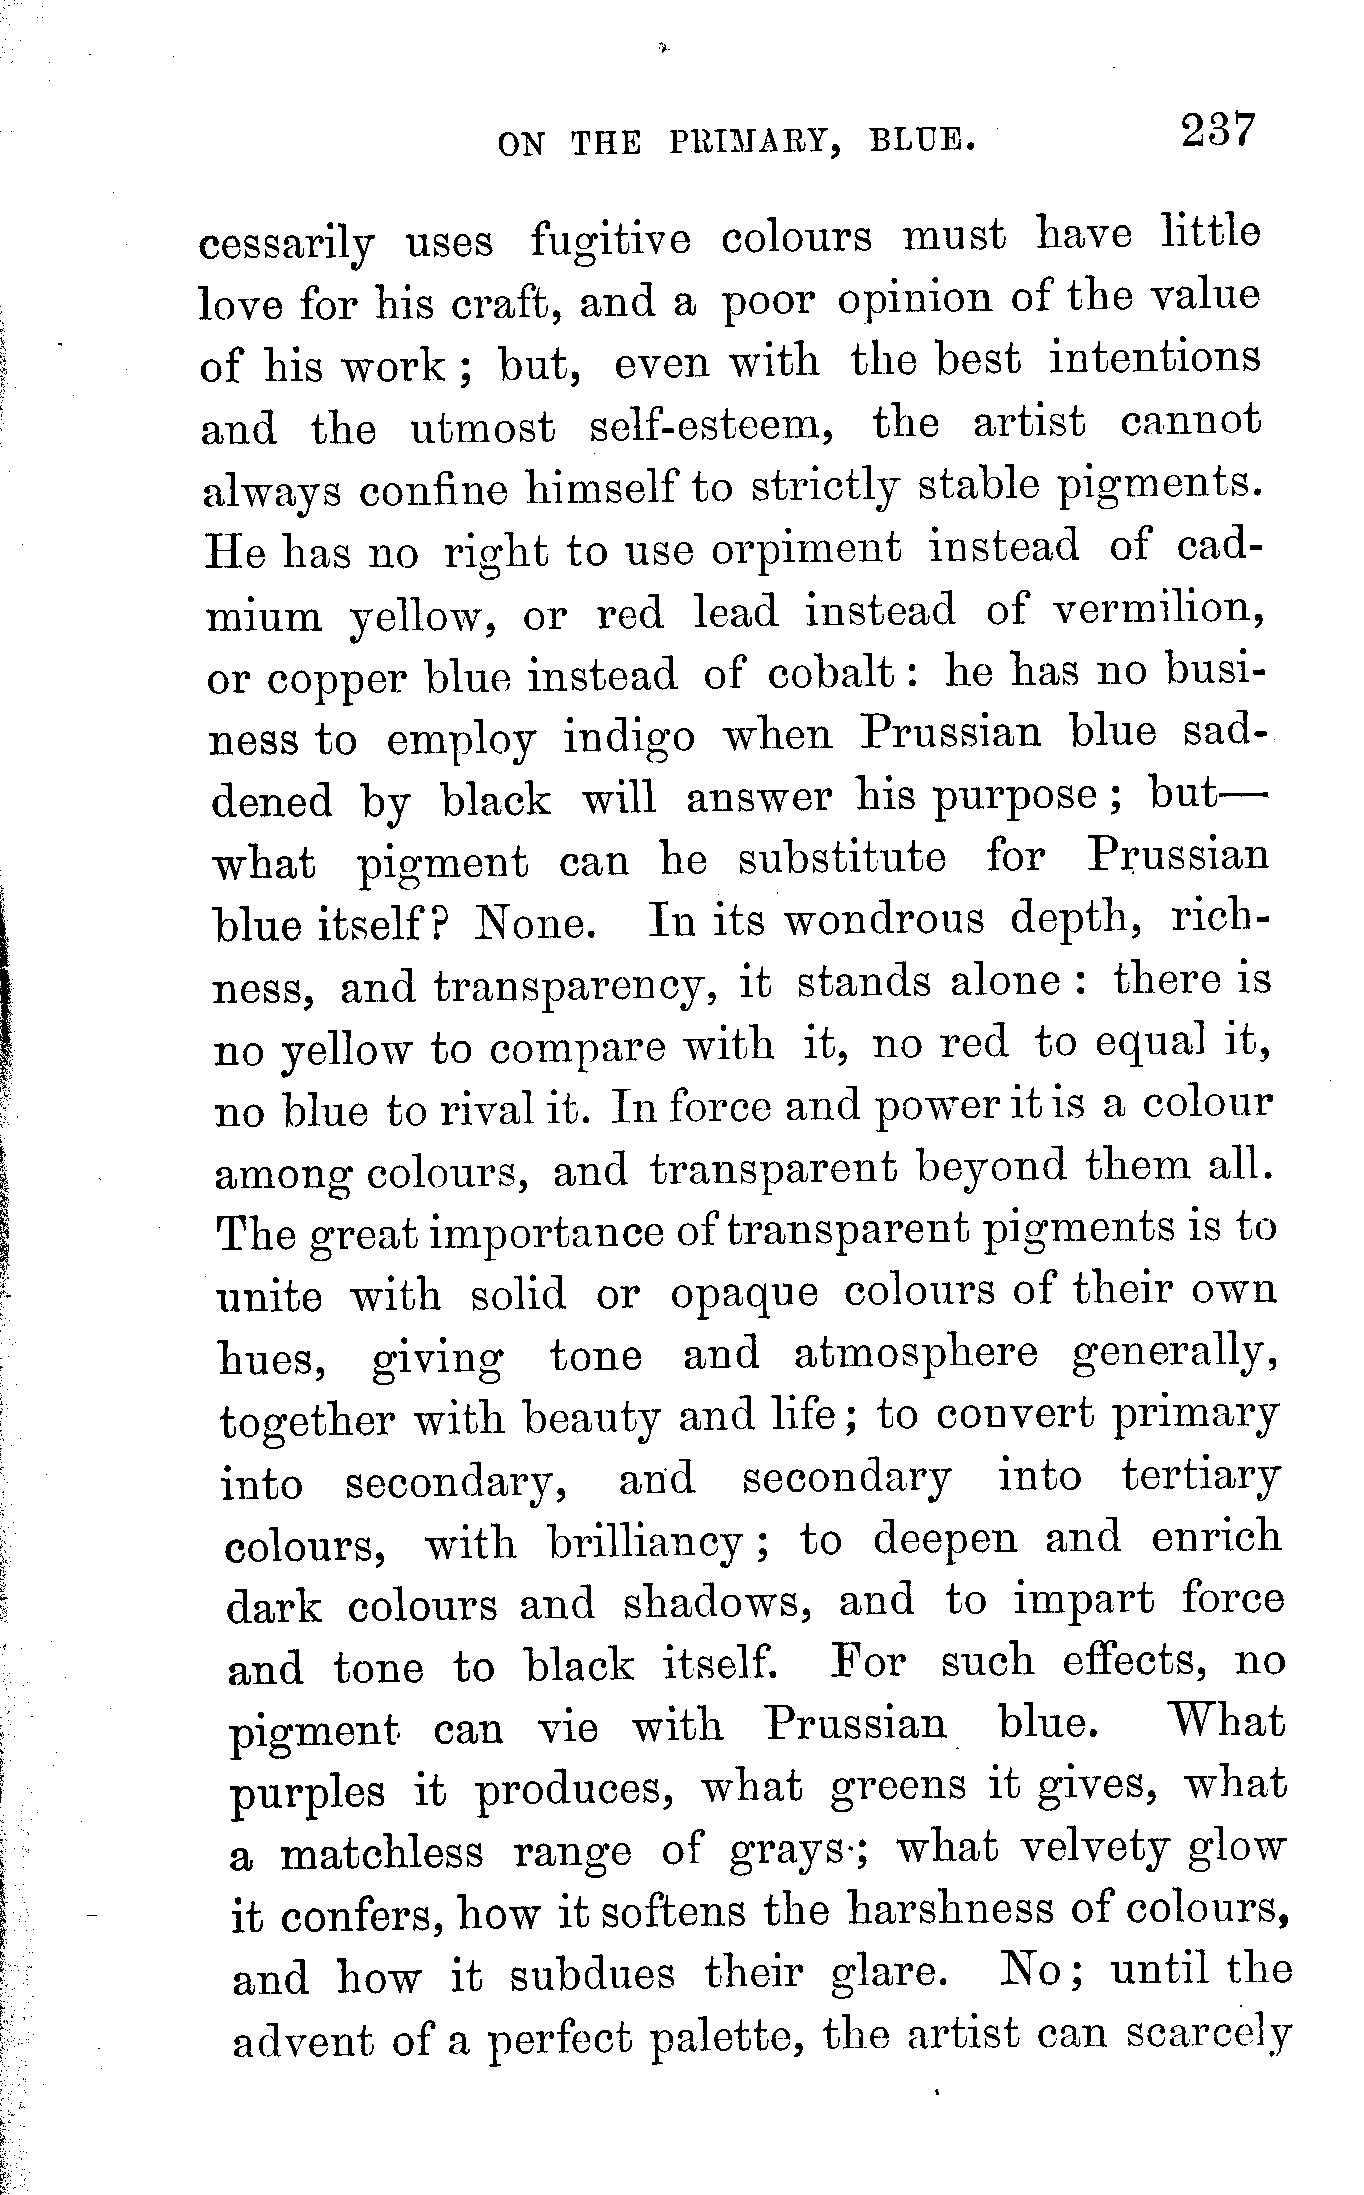 ON THE PRIMARY, BLUE. 237
cessarily uses fugitive colours must have little
love for his craft, and a poor opinion of the value
of his work ; but, even with the best intentions
and the utmost self-esteem, the artist cannot
always confine himself to strictly stable pigments.
He has no right to use orpiment instead of cad-
mium yellow, or red lead instead of vermilion,
or copper blue instead of cobalt : he has no busi-
ness to employ indigo when Prussian blue sad-
dened by black will answer his purpose ; but—
what pigment can he substitute for Prussian
blue itself? None. In its wondrous depth, rich-
ness, and transparency, it stands alone : there is
no yellow to compare with it, no red to equal it,
no blue to rival it. In force and power it is a colour
among colours, and transparent beyond them all.
The great importance of transparent pigments is to
unite with solid or opaque colours of their own
hues, giving tone and atmosphere generally,
together with beauty and life ; to convert primary
into secondary, and secondary into tertiary
colours, with brilliancy ; to deepen and enrich
dark colours and shadows, and to impart force
and tone to black itself. For such effects, no
pigment can vie with Prussian blue. What
purples it produces, what greens it gives, what
a matchless range of grays ; what velvety glow
it confers, how it softens the harshness of colours,
and how it subdues their glare. No ; until the
advent of a perfect palette, the artist can scarcely